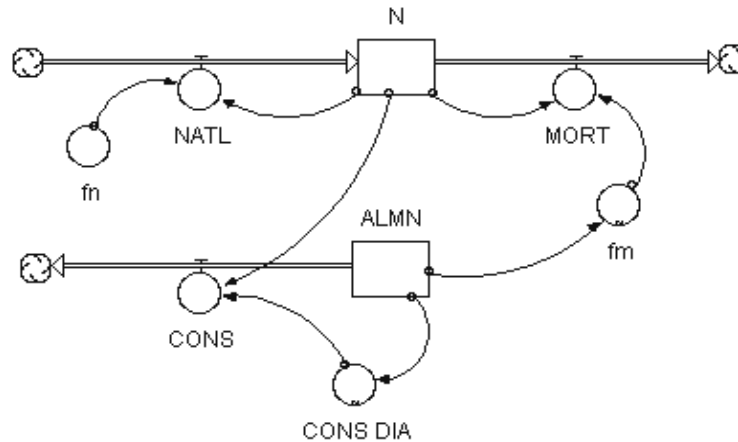 N
NATL
MORT
fn
ALMN
fm
CONS
CONS DIA